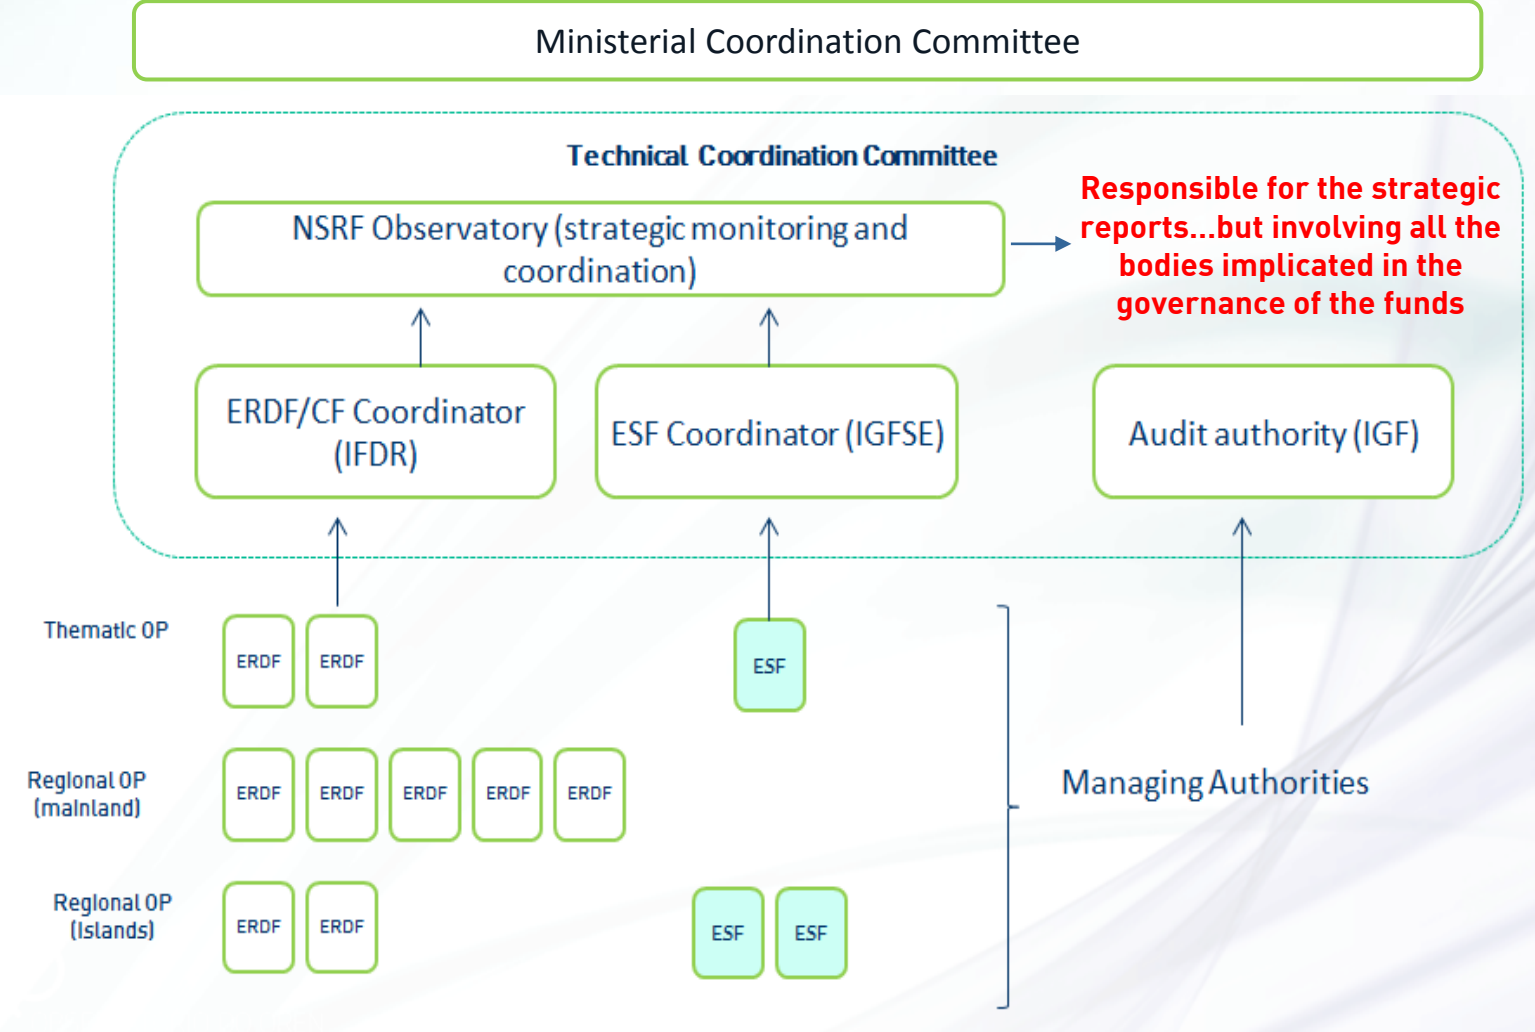 Ministerial Coordination Committee
Technical Coordination Committee
NSRF Observatory (strategic monitoring and
coordination)
Responsible for the strategic
reports...but involving all the
bodies implicated in the
governance of the funds
ERDF/CF Coordinator
(IFDR)
ESF Coordinator (IGFSE)
Audit authority (IGF)
Thematic OP
ERDF
ERDF
ESF
Regional OP
(mainland)
ERDF
ERDF
ERDF
ERDF
ERDF
Managing Authorities
Regional OP
(Islands)
ERDF
ERDF
ESF
ESF